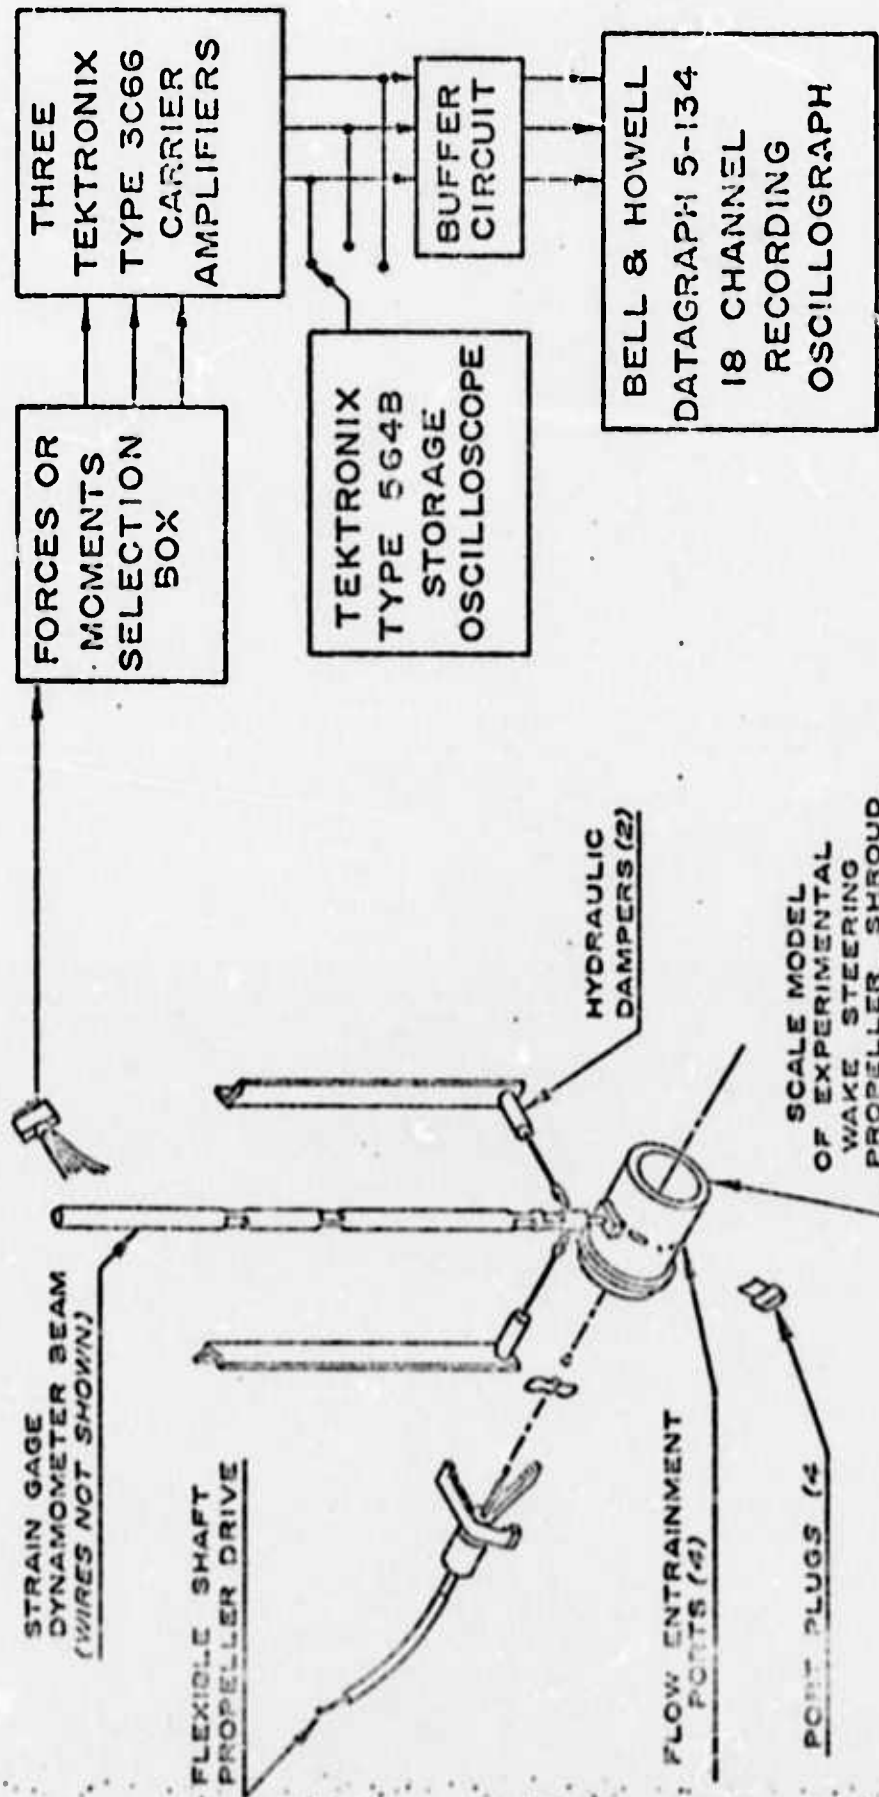 STRAIN GAGE
DYNAMOMETER BEAM
(WIRES NOT SHOWN)
FLEXIBLE SHAFT
PROPELLER DRIVE
FLOW ENTRAINMENT
PORTS (4)
PORT PLUGS (4
HYDRAULIC
DAMPERS (2)
SCALE MODEL
OF EXPERIMENTAL
WAKE STEERING
PROPELLER SHROUD
FORCES OR
MOMENTS
SELECTION
BOX
THREE
TEKTRONIX
TYPE 3C66
CARRIER
AMPLIFIERS
TEKTRONIX
TYPE 564B
STORAGE
OSCILLOSCOPE
BUFFER
CIRCUIT
BELL & HOWELL
DATAGRAPH 5-134
18 CHANNEL
RECORDING
OSCILLOGRAPH